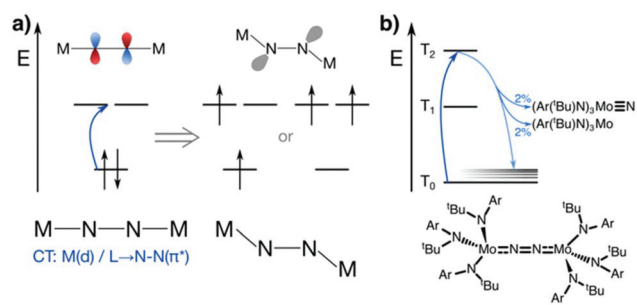 a)
E
M M
M N N M
or
M—N—N—M
CT: M(d) / L→N-N(π*)
M N N M
b)
E
T₂
T₁
T₀
2%
(Ar(ᵗBu)N)₃Mo≡N
(Ar(ᵗBu)N)₃Mo
2%
ᵗBu Ar
Ar N N ᵗBu
ᵗBu N Mo=N=N=Mo N ᵗBu
Ar N N Ar
ᵗBu Ar ᵗBu Ar